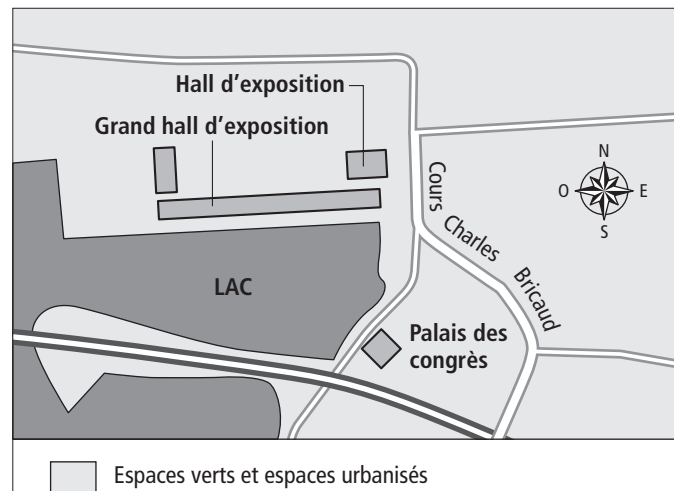 Hall d'exposition
Grand hall d'exposition
N
O
E
S
Cours
Charles
Bricaud
LAC
Palais des
congrès
Espaces verts et espaces urbanisés